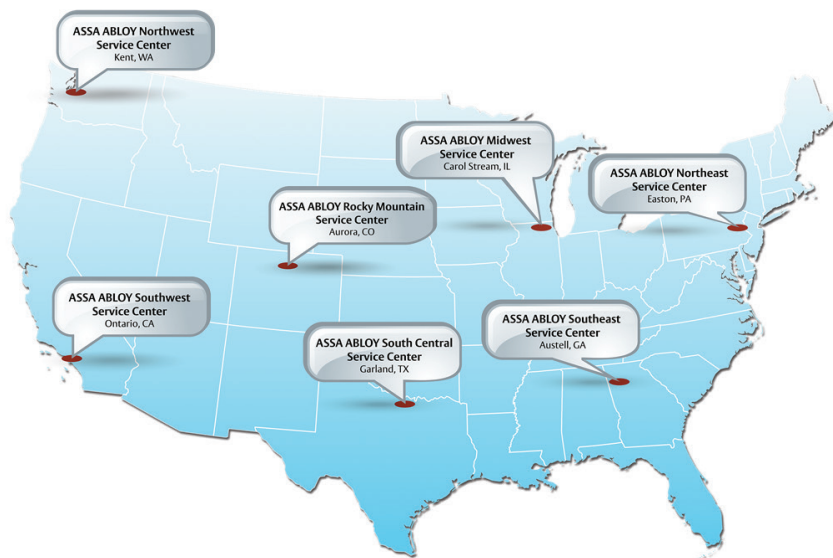 ASSA ABLOY Northwest
Service Center
Kent, WA
ASSA ABLOY Midwest
Service Center
Carol Stream, IL
ASSA ABLOY Northeast
Service Center
Easton, PA
ASSA ABLOY Rocky Mountain
Service Center
Aurora, CO
ASSA ABLOY Southwest
Service Center
Ontario, CA
ASSA ABLOY South Central
Service Center
Garland, TX
ASSA ABLOY Southeast
Service Center
Austell, GA